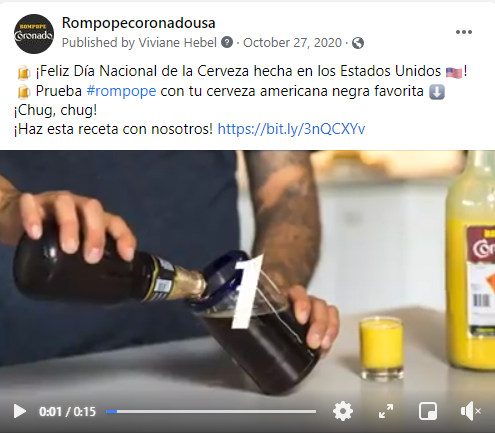 ROMPOPE
Coronado
Rompopecoronadousa
Published by Viviane Hebel · October 27, 2020 ·
🍺 ¡Feliz Día Nacional de la Cerveza hecha en los Estados Unidos 🇺🇸!
🍺 Prueba #rompope con tu cerveza americana negra favorita ⬇️
¡Chug, chug!
¡Haz esta receta con nosotros! https://bit.ly/3nQCXYv
1
0:01 / 0:15